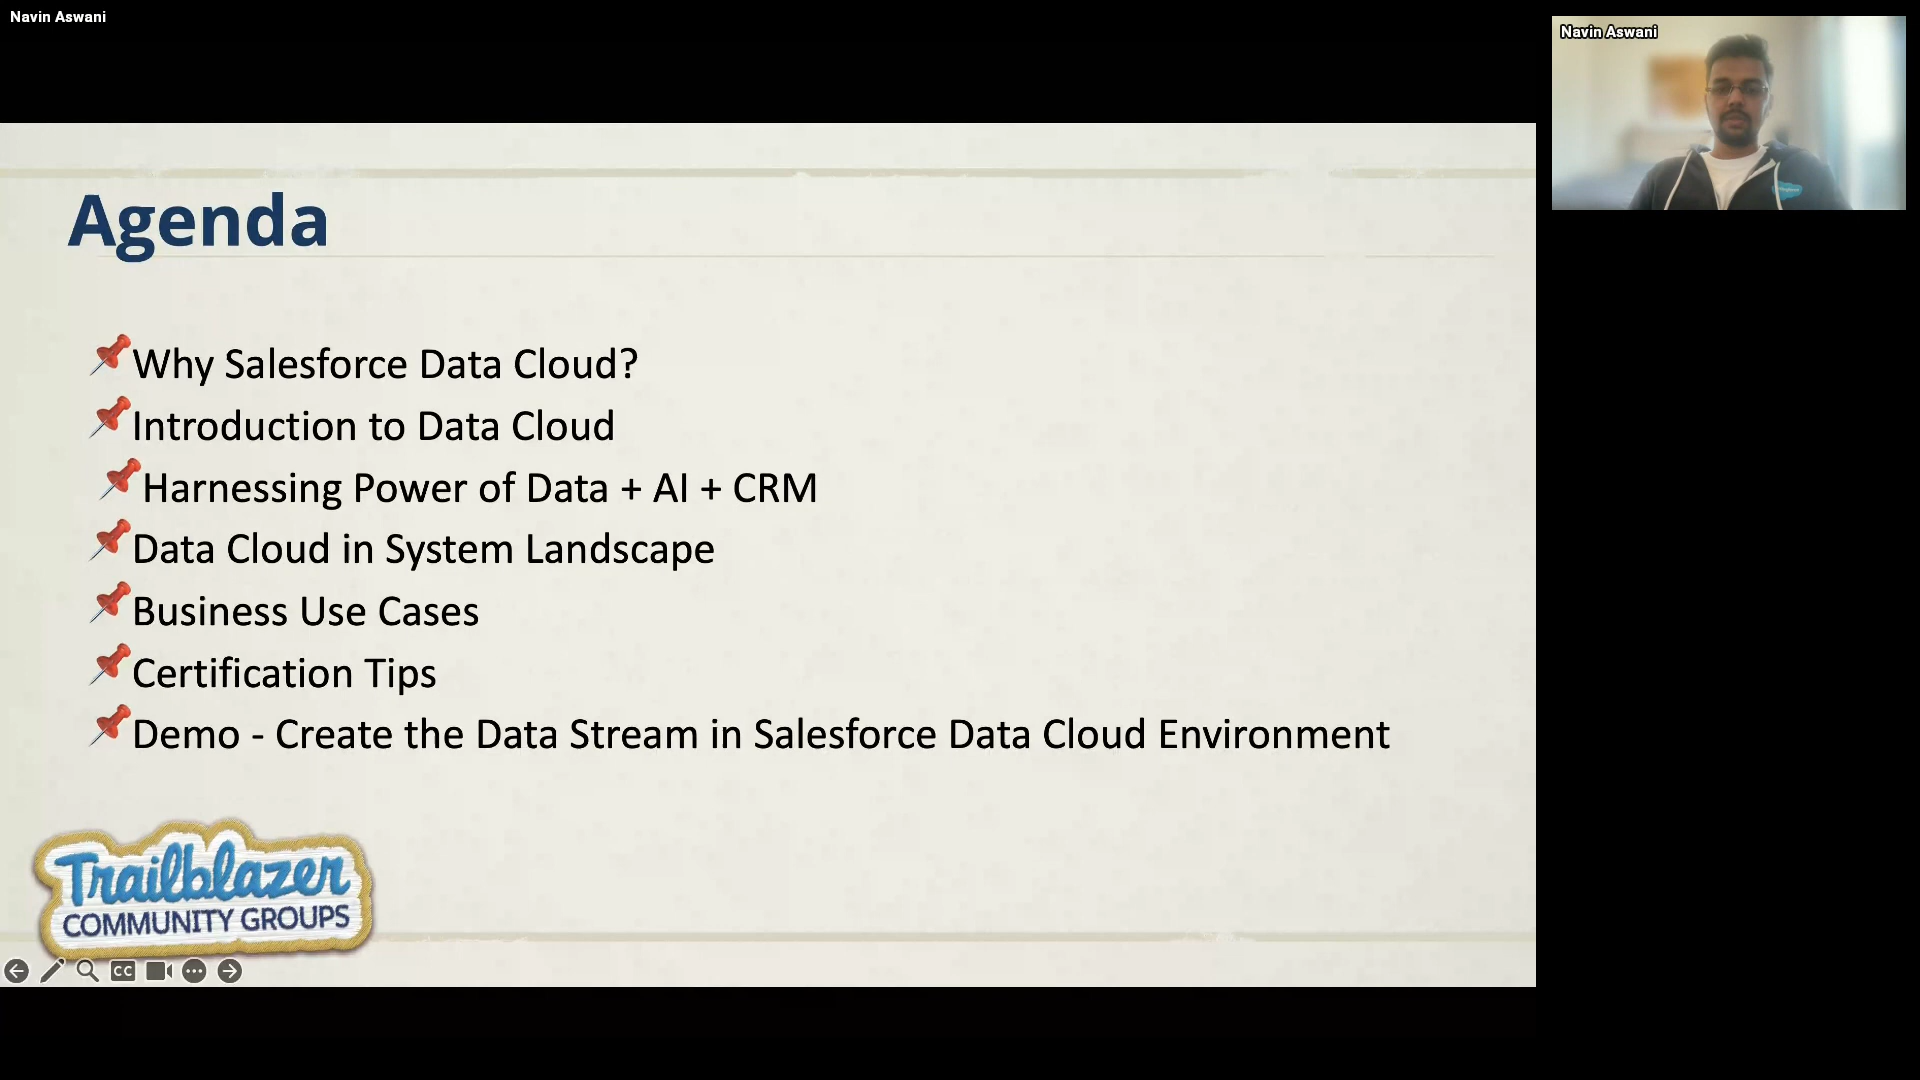 Navin Aswani
Navin Aswani
Agenda
Why Salesforce Data Cloud?
Introduction to Data Cloud
Harnessing Power of Data + AI + CRM
Data Cloud in System Landscape
Business Use Cases
Certification Tips
Demo - Create the Data Stream in Salesforce Data Cloud Environment
Trailblazer
COMMUNITY GROUPS
CC